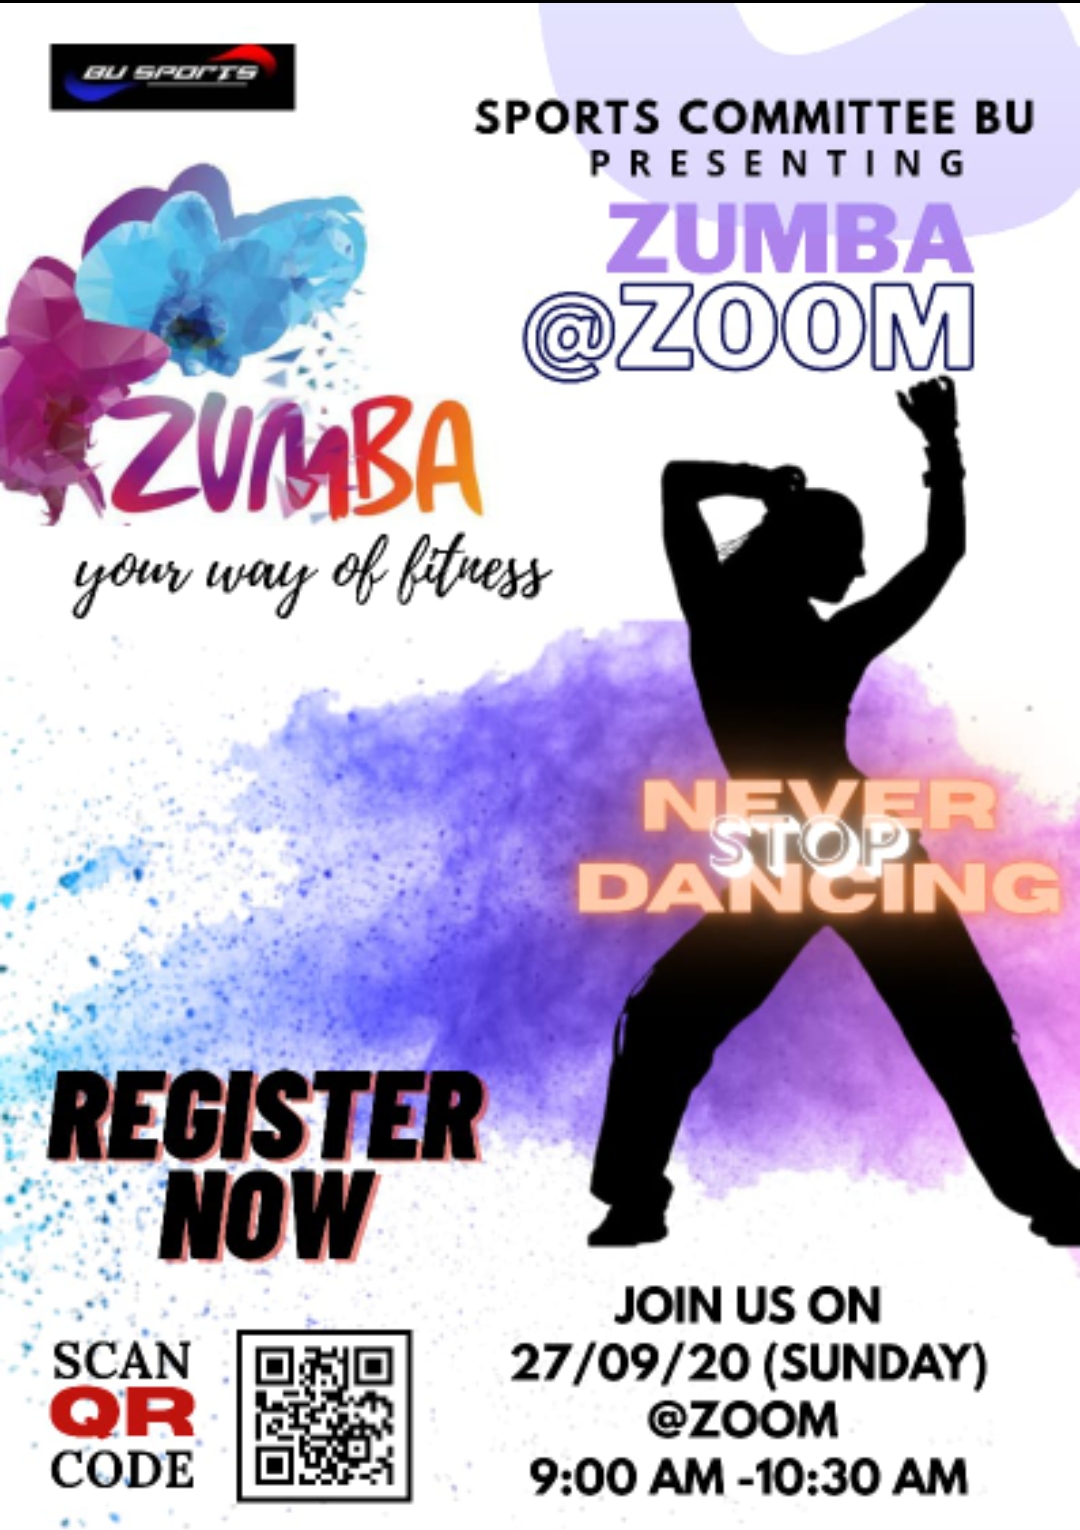 BU SPORTS
SPORTS COMMITTEE BU
PRESENTING
ZUMBA
@ZOOM
ZUMBA
your way of fitness
NEVER
STOP
DANCING
REGISTER
NOW
SCAN
QR
CODE
JOIN US ON
27/09/20 (SUNDAY)
@ZOOM
9:00 AM -10:30 AM